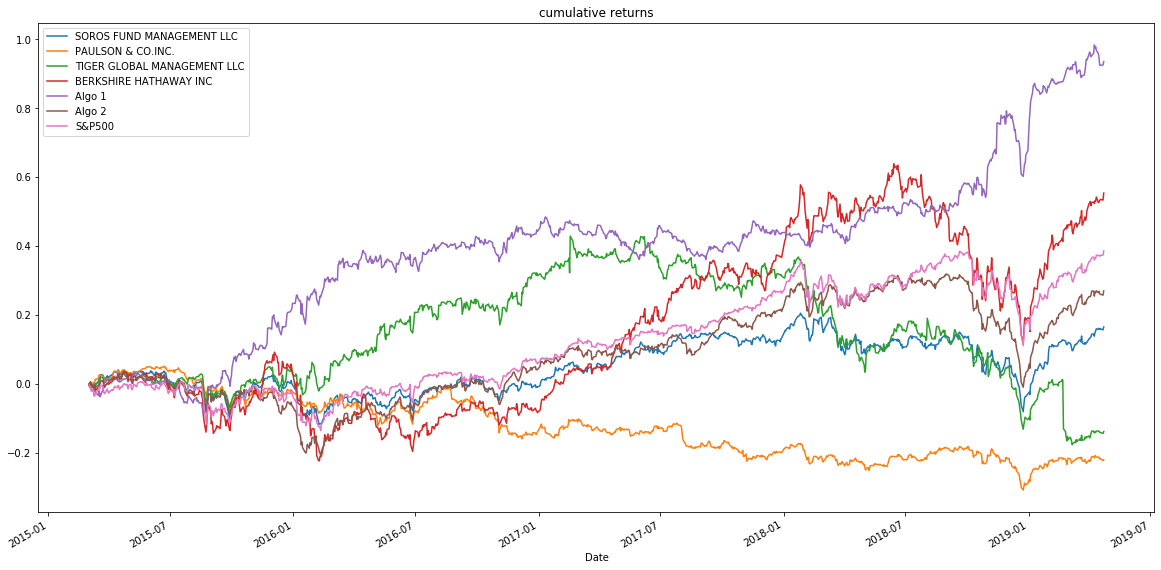 cumulative returns
SOROS FUND MANAGEMENT LLC
PAULSON & CO.INC.
TIGER GLOBAL MANAGEMENT LLC
BERKSHIRE HATHAWAY INC
Algo 1
Algo 2
S&P500
1.0
0.8
0.6
0.4
0.2
0.0
−0.2
2015-01
2015-07
2016-01
2016-07
2017-01
2017-07
2018-01
2018-07
2019-01
2019-07
Date